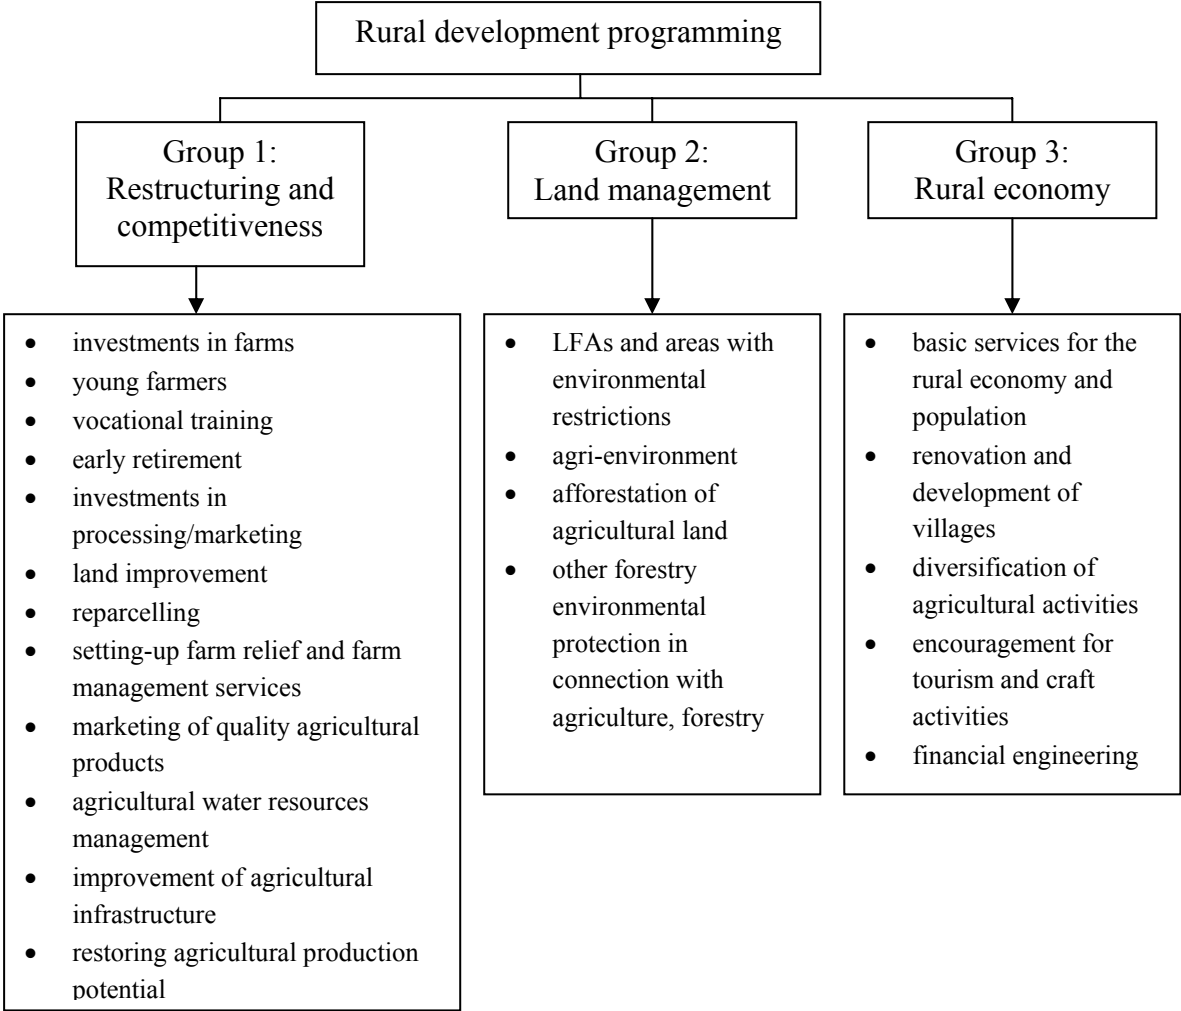 Rural development programming
Group 1:
Restructuring and
competitiveness
Group 2:
Land management
Group 3:
Rural economy
• investments in farms
• young farmers
• vocational training
• early retirement
• investments in
processing/marketing
• land improvement
• reparcelling
• setting-up farm relief and farm
management services
• marketing of quality agricultural
products
• agricultural water resources
management
• improvement of agricultural
infrastructure
• restoring agricultural production
potential
• LFAs and areas with
environmental
restrictions
• agri-environment
• afforestation of
agricultural land
• other forestry
environmental
protection in
connection with
agriculture, forestry
• basic services for the
rural economy and
population
• renovation and
development of
villages
• diversification of
agricultural activities
• encouragement for
tourism and craft
activities
• financial engineering